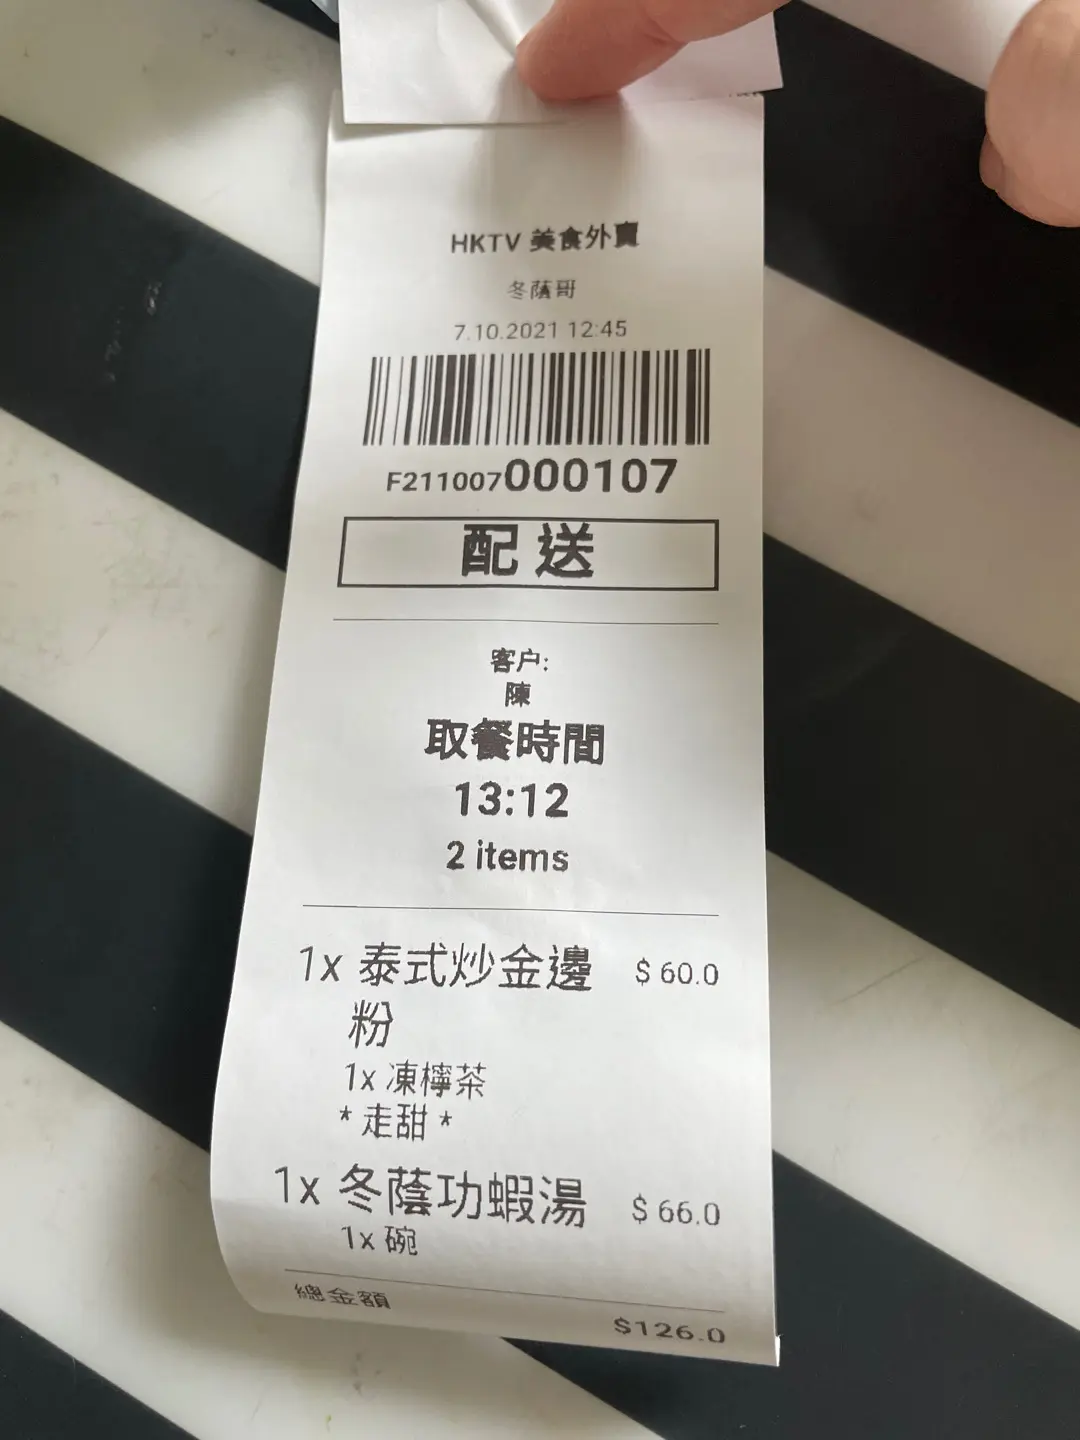 HKTV 美食外賣
冬蔭哥
7.10.2021 12:45
F211007000107
配送
客户:
陳
取餐時間
13:12
2 items
1x 泰式炒金邊 $ 60.0
粉
1x 凍檸茶
* 走甜 *
1x 冬蔭功蝦湯 $ 66.0
1x 碗
總金額
$126.0